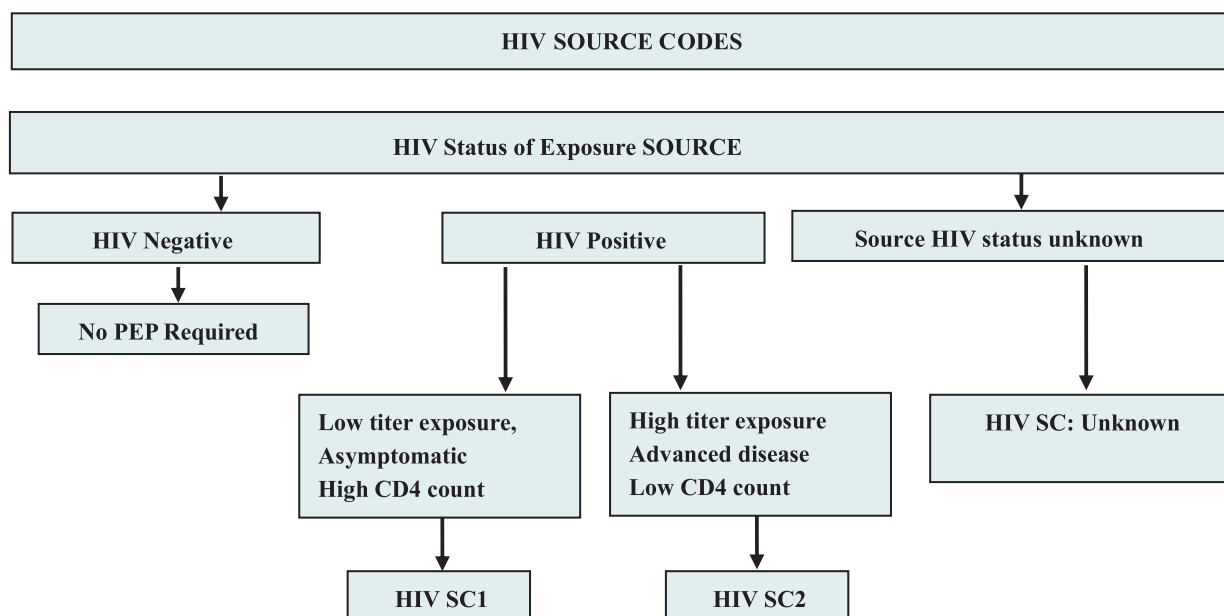 HIV SOURCE CODES
HIV Status of Exposure SOURCE
HIV Negative
HIV Positive
Source HIV status unknown
No PEP Required
Low titer exposure,
Asymptomatic
High CD4 count
High titer exposure
Advanced disease
Low CD4 count
HIV SC: Unknown
HIV SC1
HIV SC2